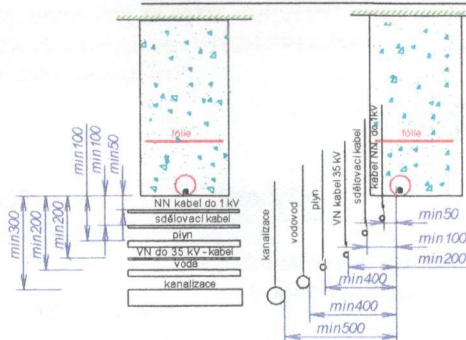 fólie
fólie
NN kabel do 1 kV
sdělovací kabel
plyn
VN do 35 kV - kabel
voda
kanalizace
min300
min200
min200
min100
min100
min50
kanalizace
vodovod
plyn
VN kabel 35 kV
sdělovací kabel
kabel NN, do 1kV
min50
min100
min200
min400
min400
min500